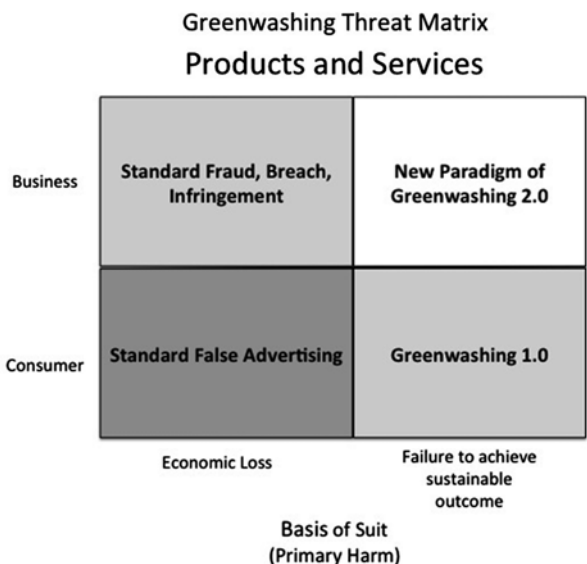 Greenwashing Threat Matrix
Products and Services
Business
Standard Fraud, Breach,
Infringement
New Paradigm of
Greenwashing 2.0
Consumer
Standard False Advertising
Greenwashing 1.0
Economic Loss
Failure to achieve
sustainable
outcome
Basis of Suit
(Primary Harm)